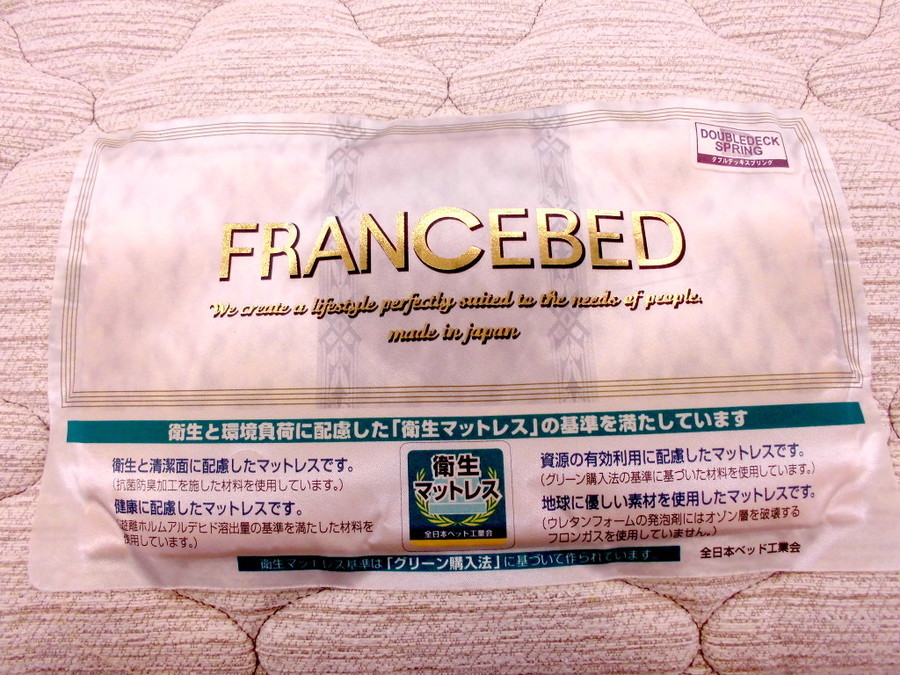 DOUBLEDECK
SPRING
ダブルデッキスプリング
FRANCEBED
We create a lifestyle perfectly suited to the needs of people.
made in japan
衛生と環境負荷に配慮した「衛生マットレス」の基準を満たしています
衛生と清潔面に配慮したマットレスです。
(抗菌防臭加工を施した材料を使用しています。)
健康に配慮したマットレスです。
遊離ホルムアルデヒド溶出量の基準を満たした材料を
使用しています。)
衛生
マットレス
全日本ベッド工業会
資源の有効利用に配慮したマットレスです。
(グリーン購入法の基準に基づいた材料を使用しています。)
地球に優しい素材を使用したマットレスです。
(ウレタンフォームの発泡剤にはオゾン層を破壊する
フロンガスを使用していません。)
衛生マットレス基準は「グリーン購入法」に基づいて作られています。
全日本ベッド工業会